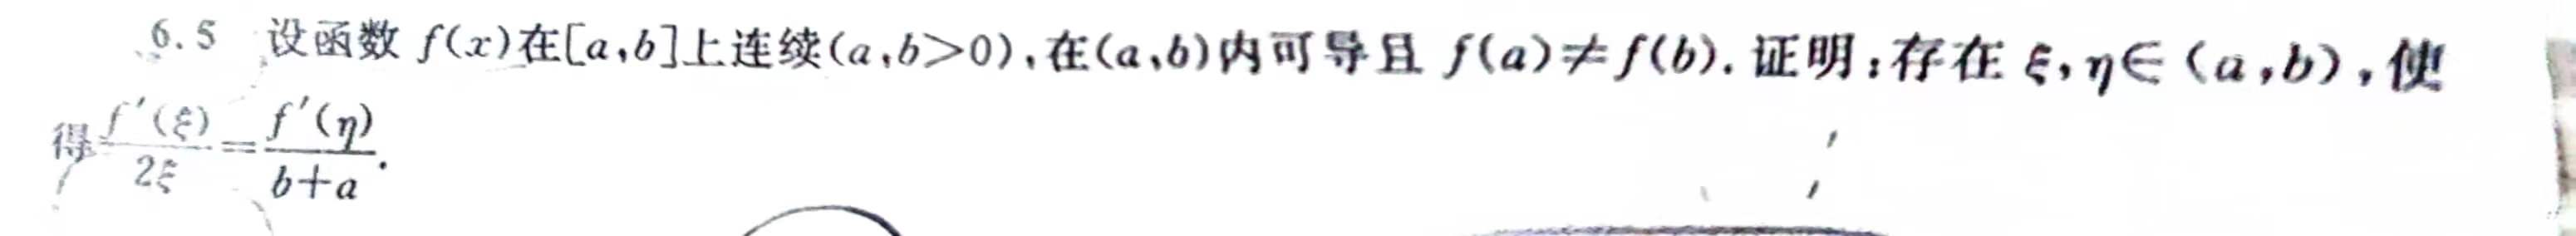 6.5 设函数 f(x)在[a,b]上连续(a,b>0),在(a,b)内可导且 f(a)≠f(b). 证明:存在 ξ,η∈(a,b),使
得 f′(ξ)/2ξ = f′(η)/b+a.